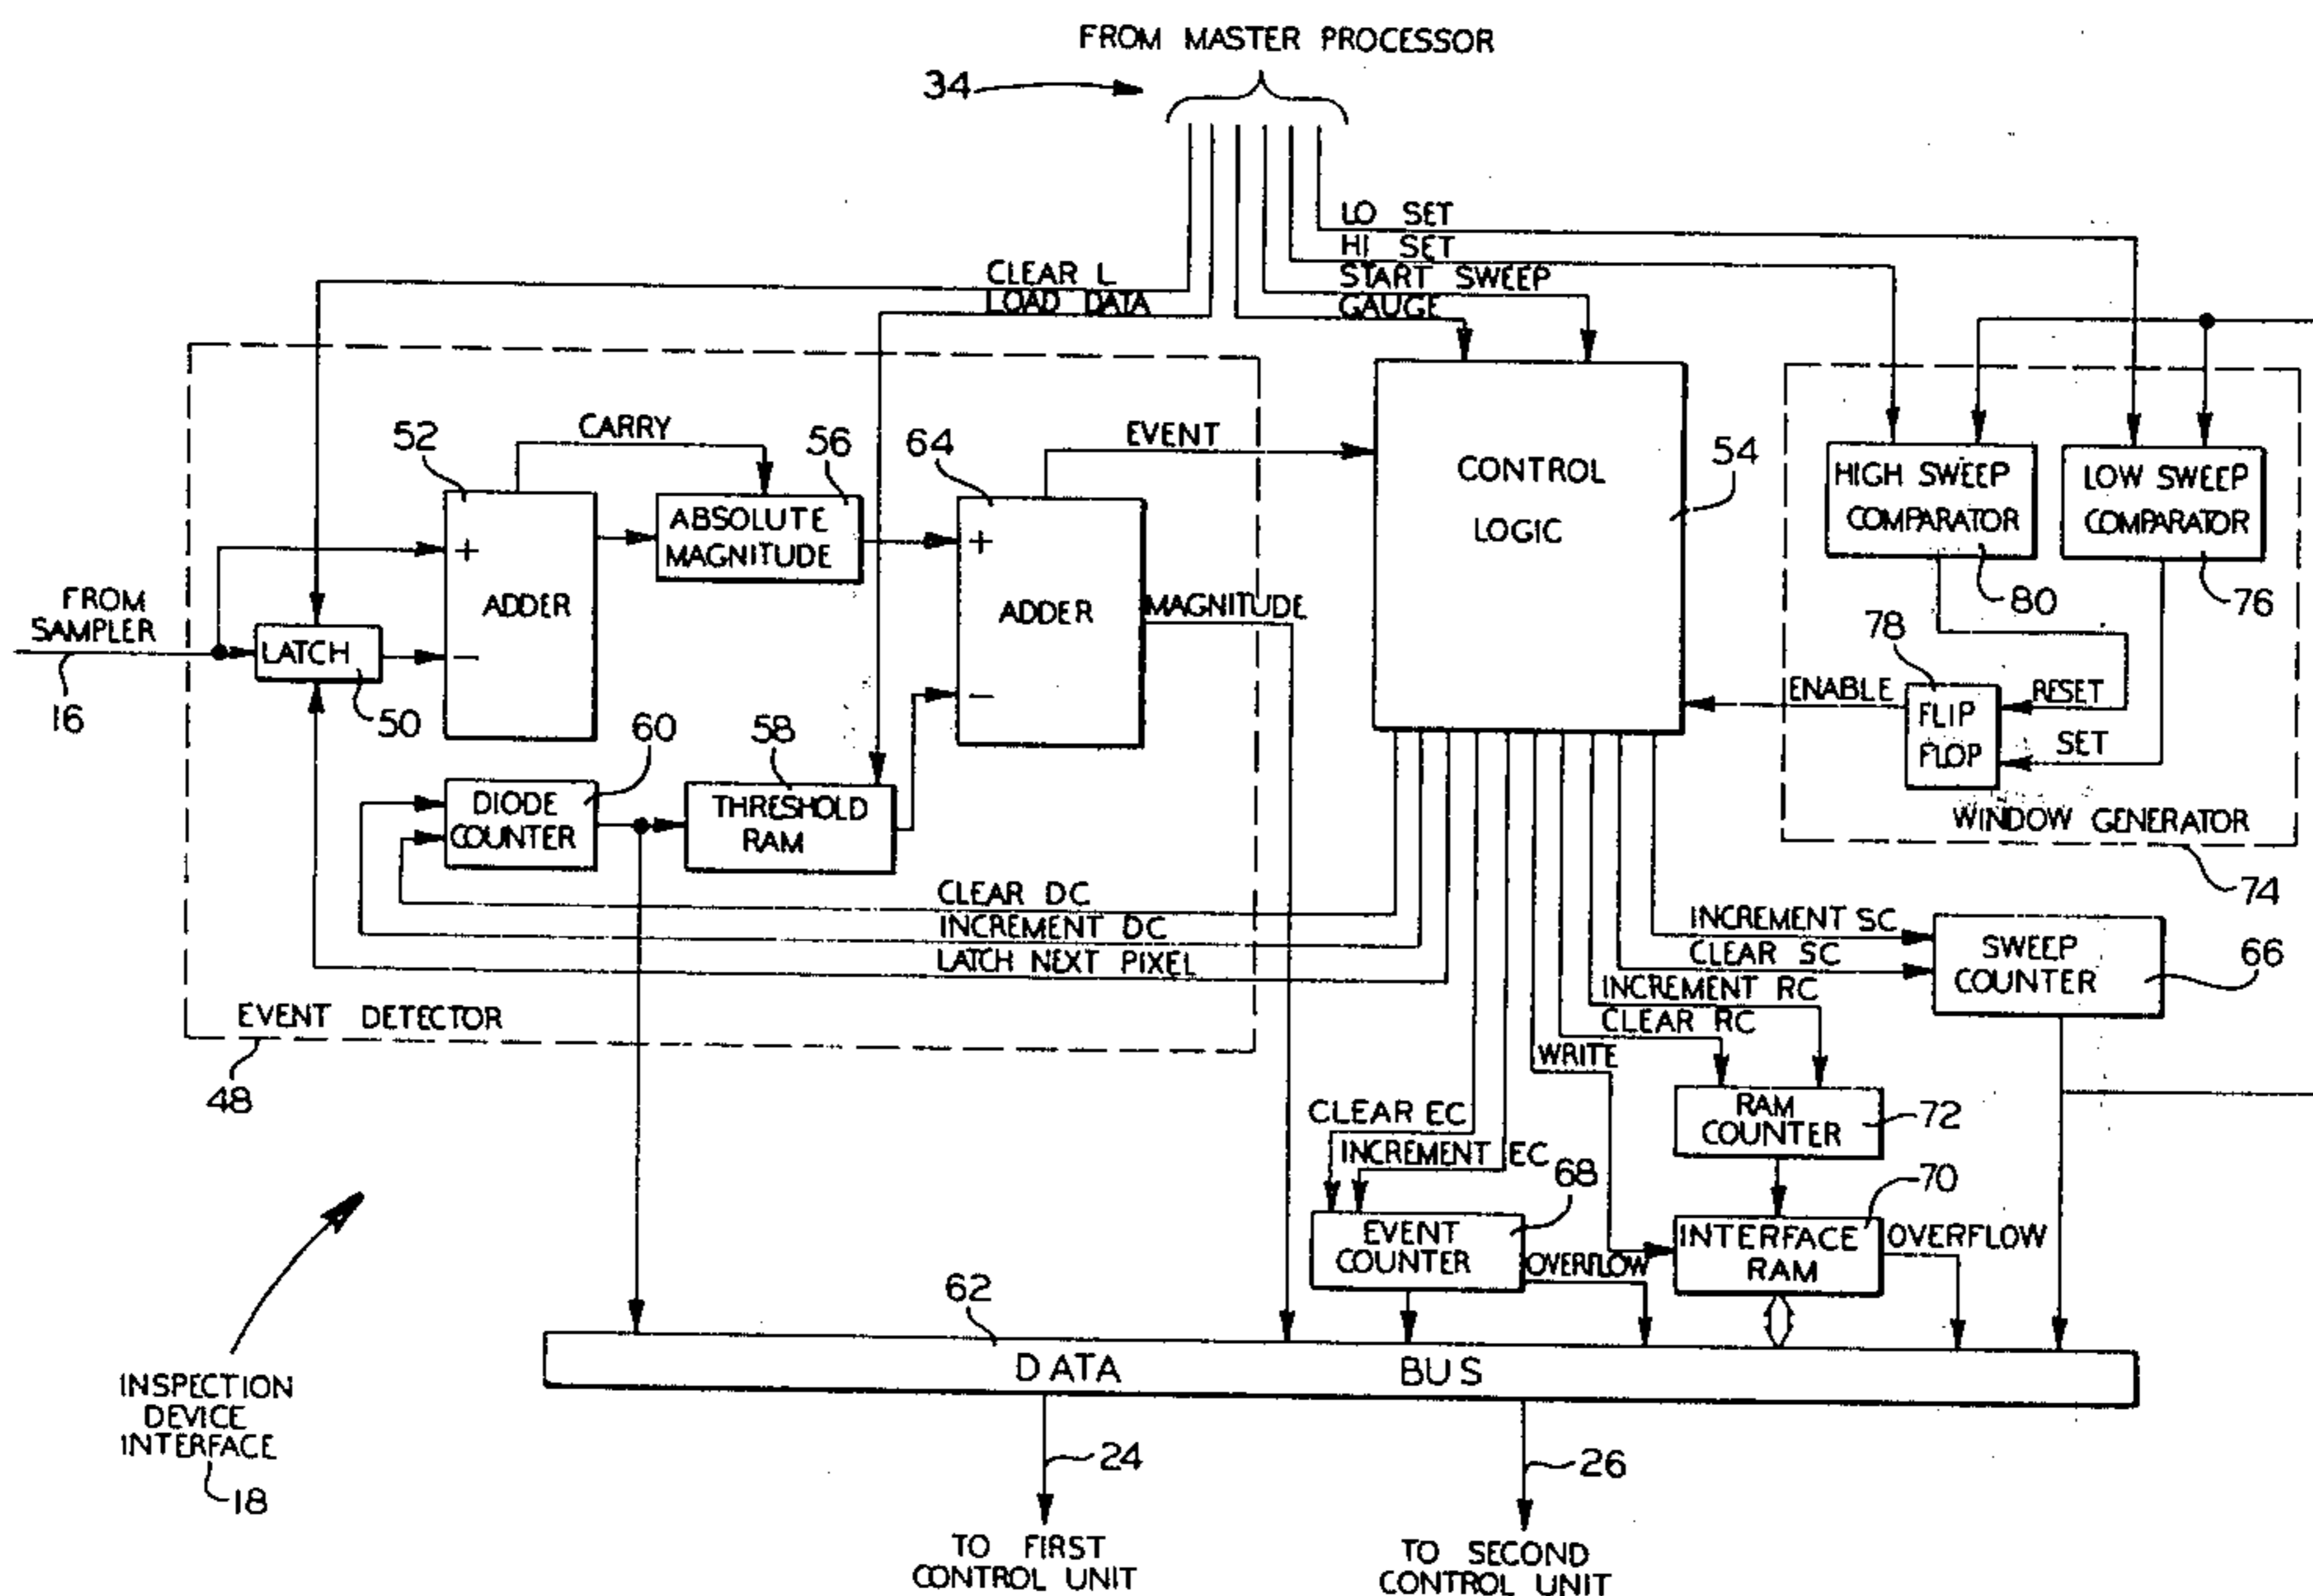 FROM MASTER PROCESSOR
34
LO SET
HI SET
START SWEEP
GAUGE
CLEAR L
LOAD DATA
52
CARRY
56
64
EVENT
CONTROL
LOGIC
54
HIGH SWEEP
COMPARATOR
LOW SWEEP
COMPARATOR
80
76
ABSOLUTE
MAGNITUDE
+
ADDER
−
+
ADDER
−
MAGNITUDE
FROM
SAMPLER
16
LATCH
50
78
ENABLE
FLIP
FLOP
RESET
SET
WINDOW GENERATOR
74
60
58
DIODE
COUNTER
THRESHOLD
RAM
CLEAR DC
INCREMENT DC
LATCH NEXT PIXEL
EVENT DETECTOR
48
INCREMENT SC
CLEAR SC
SWEEP
COUNTER
66
INCREMENT RC
CLEAR RC
WRITE
RAM
COUNTER
72
CLEAR EC
INCREMENT EC
68
EVENT
COUNTER
OVERFLOW
70
INTERFACE
RAM
OVERFLOW
62
DATA BUS
INSPECTION
DEVICE
INTERFACE
18
24
26
TO FIRST
CONTROL UNIT
TO SECOND
CONTROL UNIT